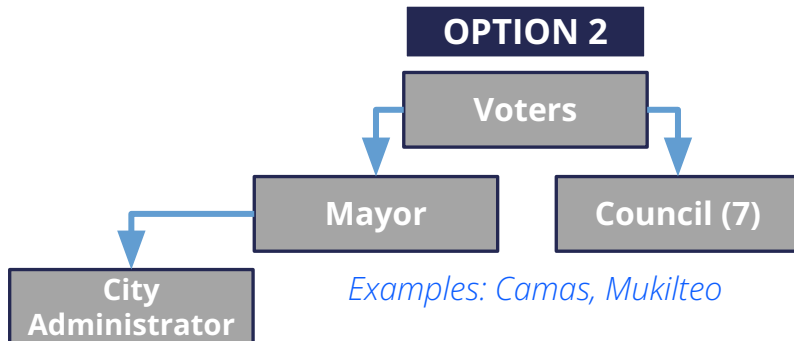 OPTION 2
Voters
Mayor
Council (7)
City
Administrator
Examples: Camas, Mukilteo